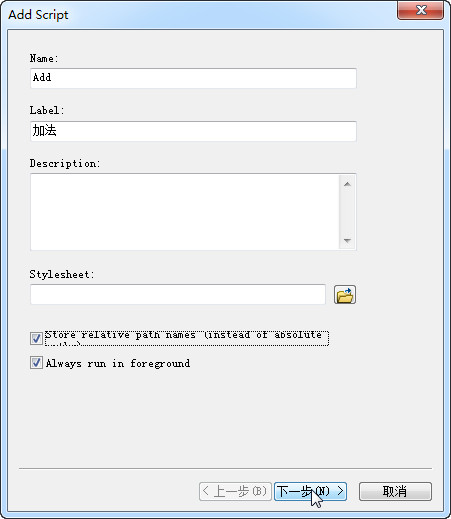 Add Script
Name:
Add
Label:
加法
Description:
Stylesheet:
Store relative path names (instead of absolute
Always run in foreground
< 上一步(B)
下一步(N) >
取消